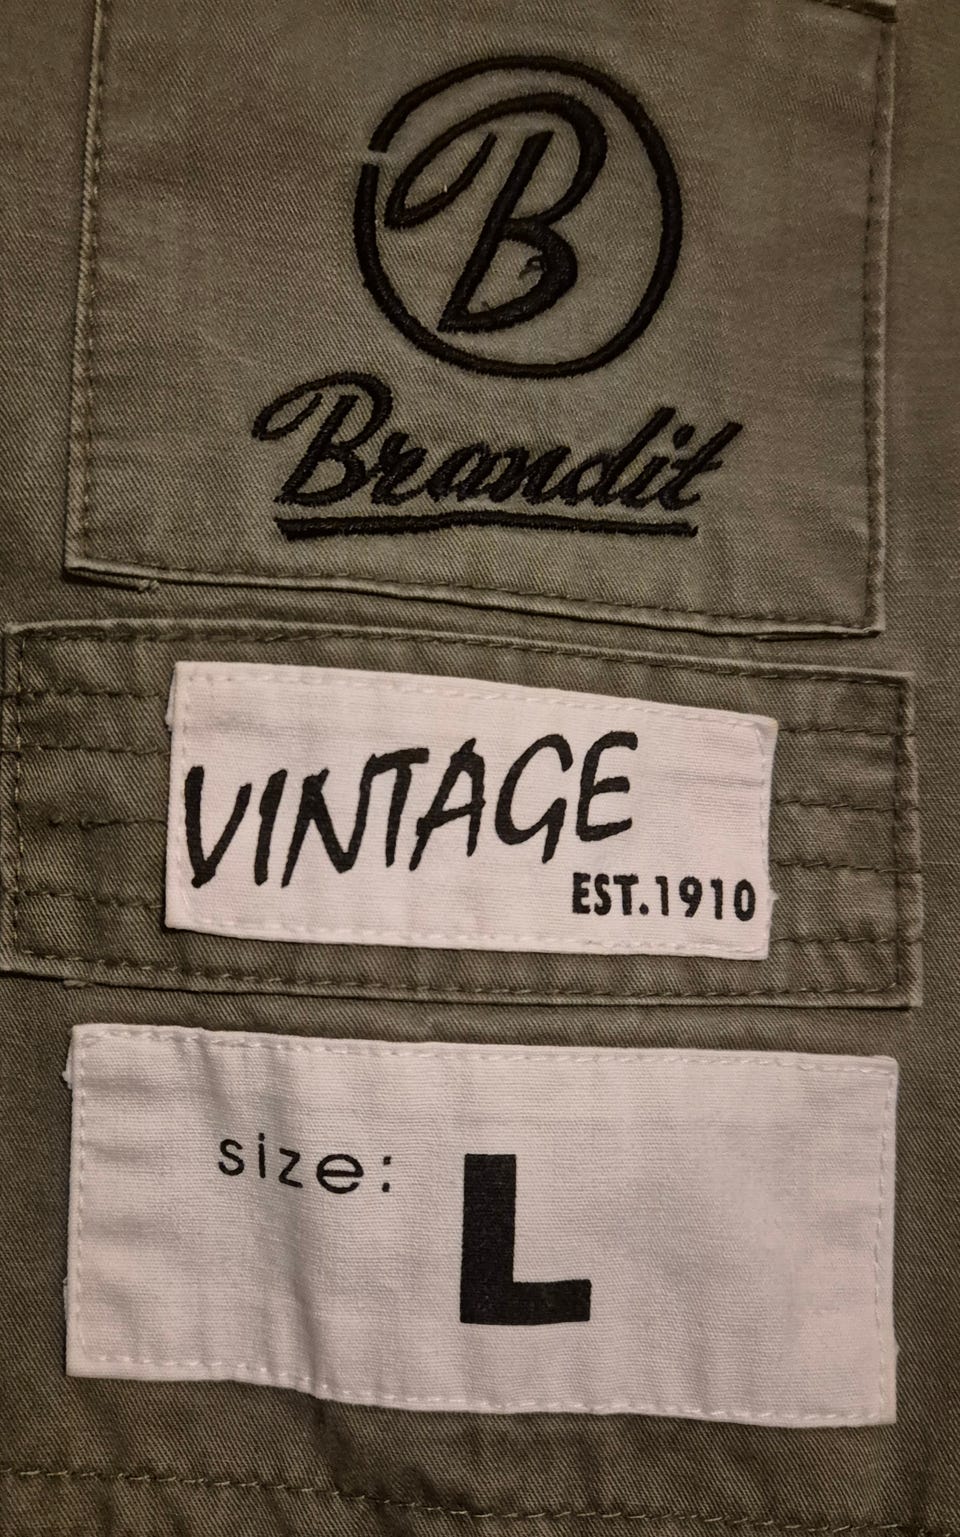 B
Brandit
VINTAGE
EST.1910
size: L